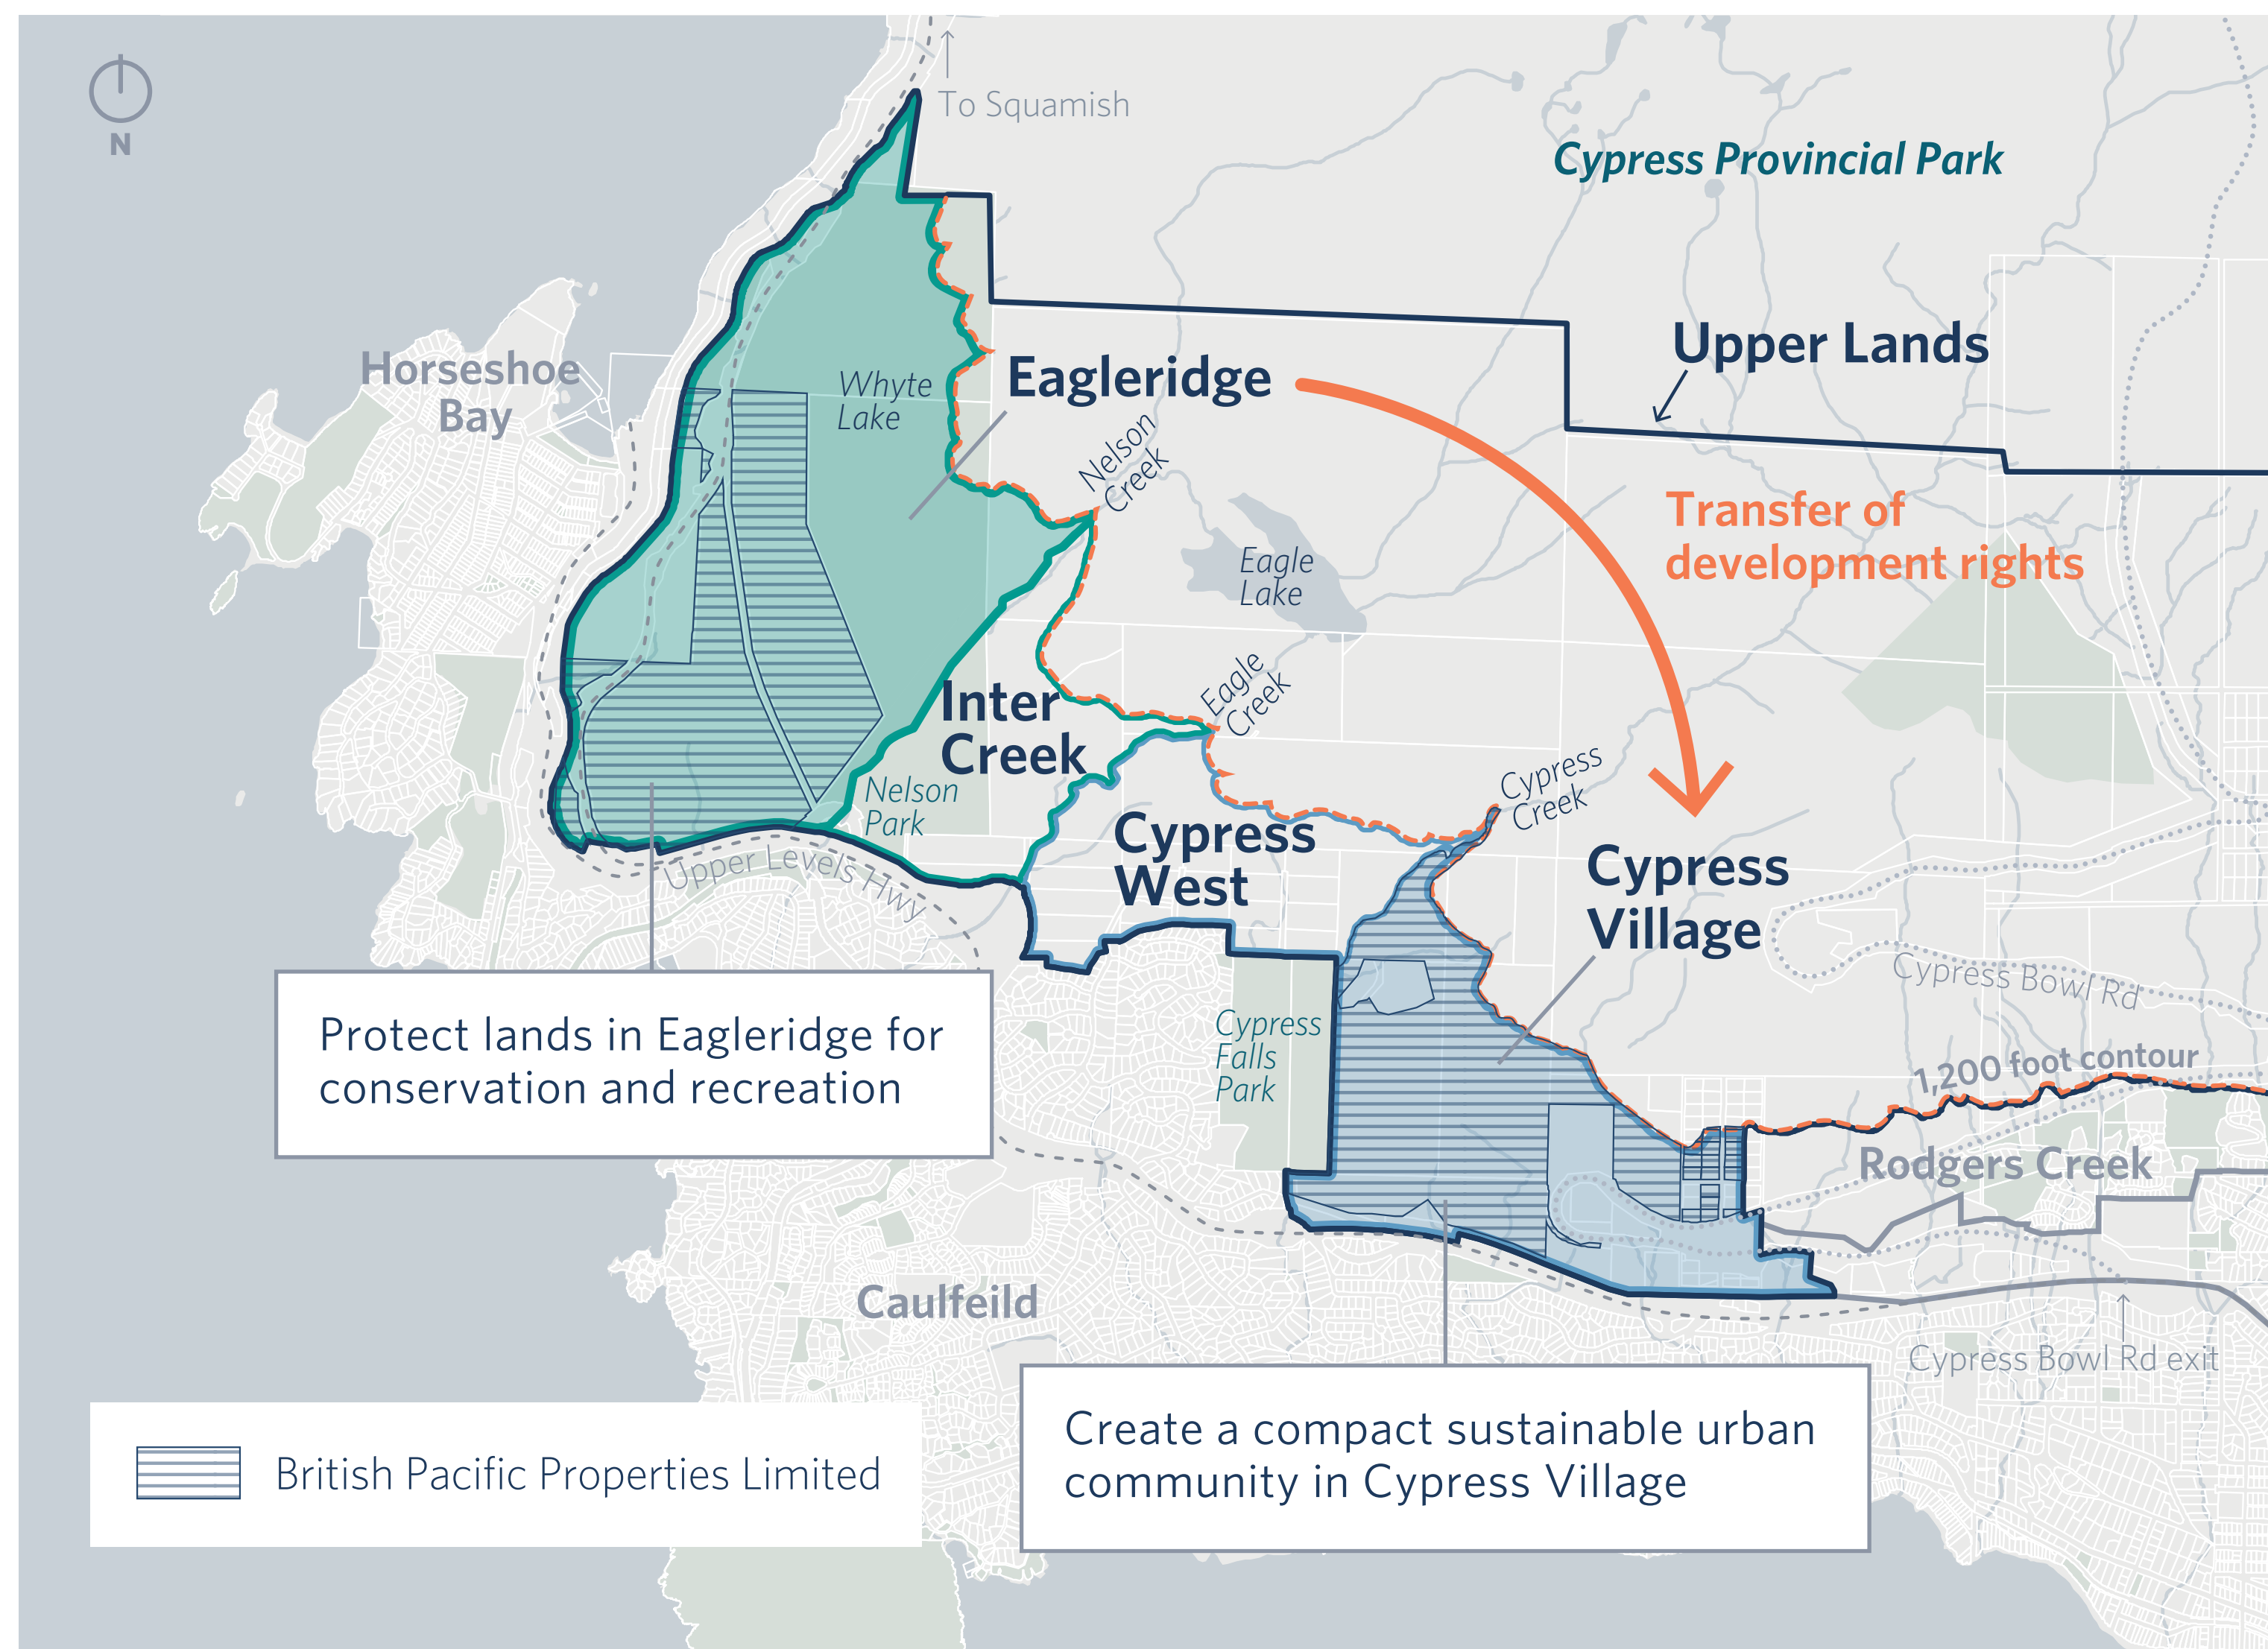 N
To Squamish
Cypress Provincial Park
Upper Lands
Horseshoe
Bay
Whyte
Lake
Eagleridge
Nelson
Creek
Transfer of
development rights
Eagle
Lake
Eagle
Creek
Inter
Creek
Nelson
Park
Cypress
Creek
Cypress
West
Cypress
Village
Upper Levels Hwy
Cypress Bowl Rd
Protect lands in Eagleridge for
conservation and recreation
Cypress
Falls
Park
1,200 foot contour
Rodgers Creek
Caulfeild
Cypress Bowl Rd exit
Create a compact sustainable urban
community in Cypress Village
British Pacific Properties Limited